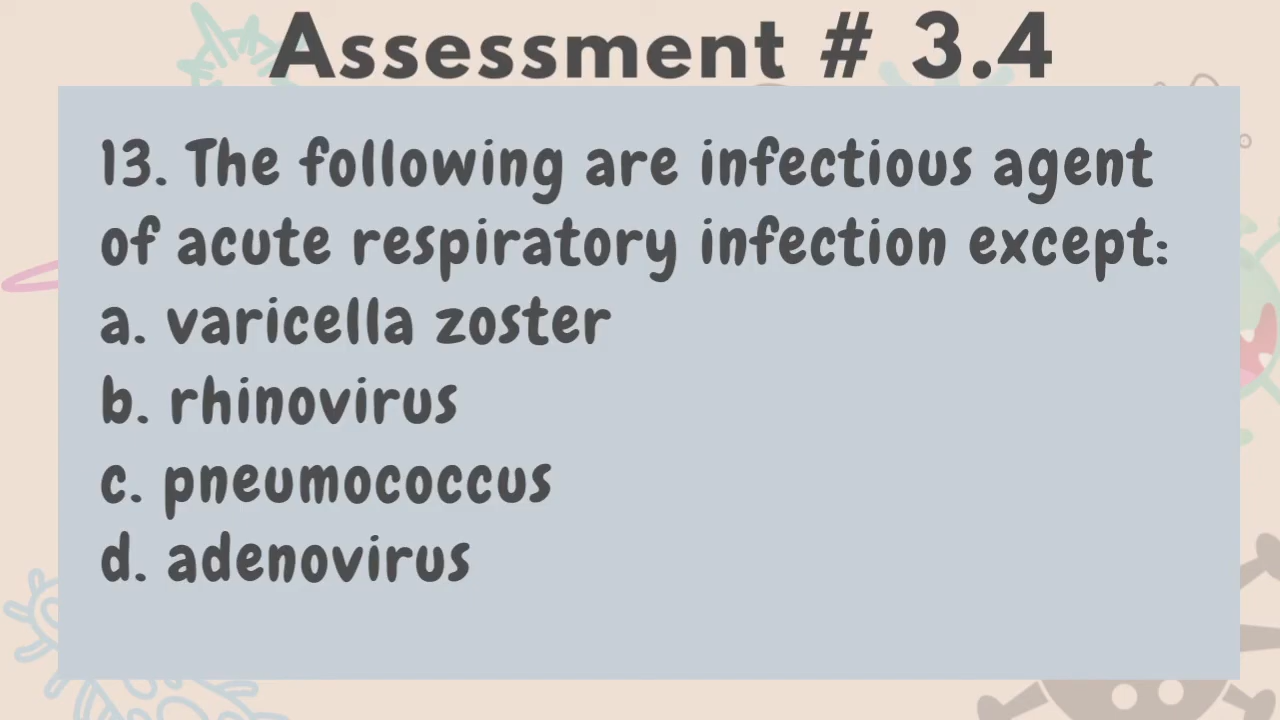 Assessment # 3.4
13. The following are infectious agent
of acute respiratory infection except:
a. varicella zoster
b. rhinovirus
c. pneumococcus
d. adenovirus